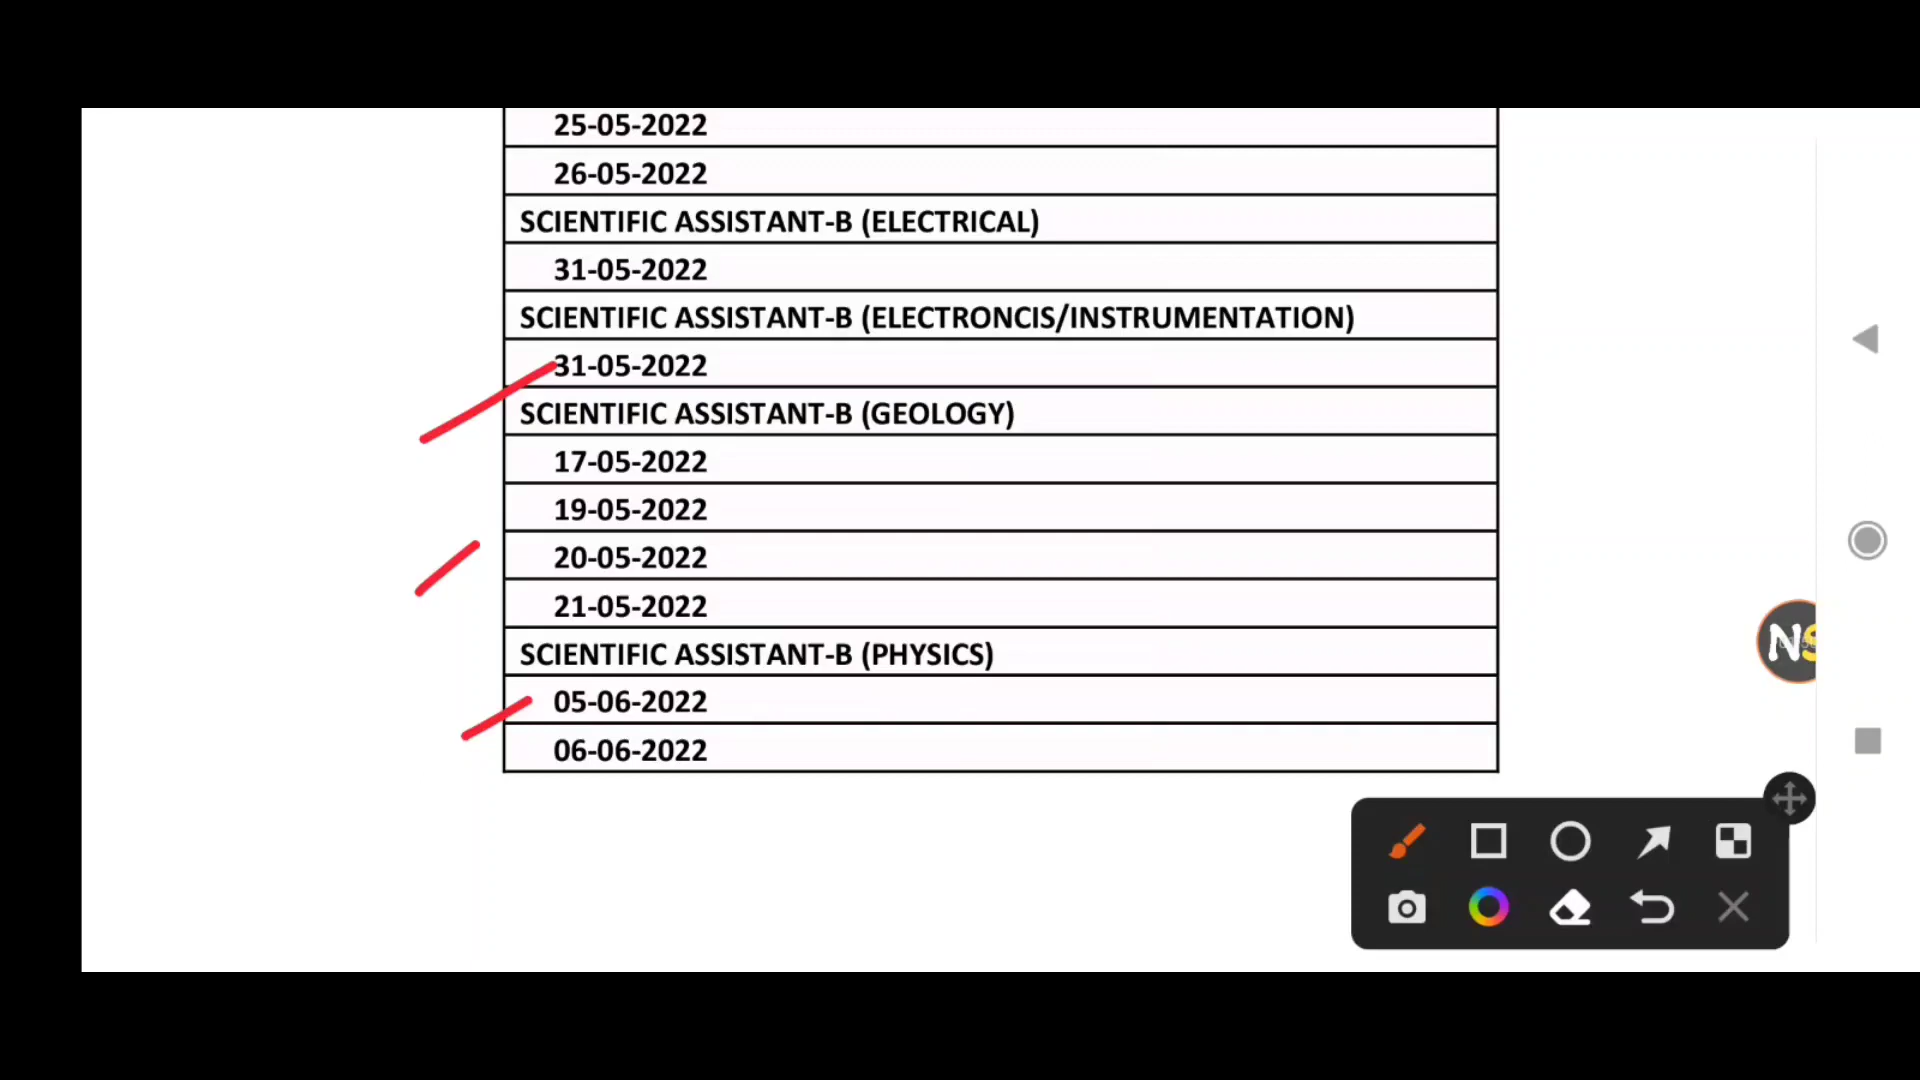 25-05-2022
26-05-2022
SCIENTIFIC ASSISTANT-B (ELECTRICAL)
31-05-2022
SCIENTIFIC ASSISTANT-B (ELECTRONCIS/INSTRUMENTATION)
31-05-2022
SCIENTIFIC ASSISTANT-B (GEOLOGY)
17-05-2022
19-05-2022
20-05-2022
21-05-2022
SCIENTIFIC ASSISTANT-B (PHYSICS)
05-06-2022
06-06-2022
NS